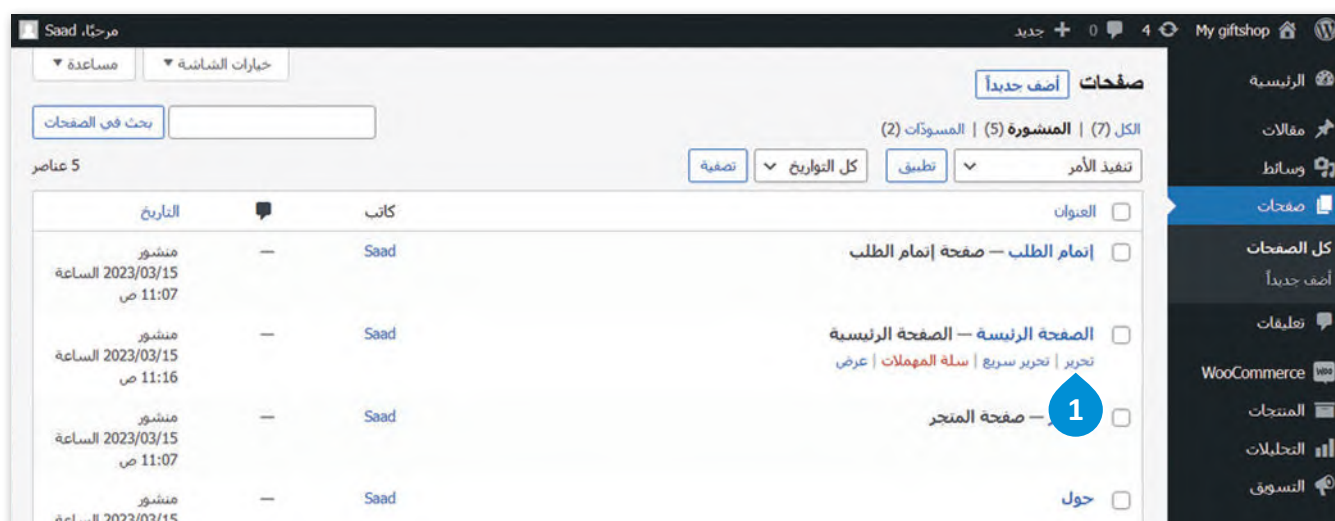 My giftshop 4 0 جديد مرحبًا، Saad
الرئيسية
مقالات
وسائط
صفحات
كل الصفحات
أضف جديداً
تعليقات
WooCommerce
المنتجات
التحليلات
التسويق
خيارات الشاشة ▼ مساعدة ▼
صفحات أضف جديداً
الكل (7) | المنشورة (5) | المسودّات (2) بحث في الصفحات
تنفيذ الأمر تطبيق كل التواريخ تصفية 5 عناصر
العنوان كاتب التاريخ
إتمام الطلب — صفحة إتمام الطلب Saad — منشور
2023/03/15 الساعة
11:07 ص
الصفحة الرئيسة — الصفحة الرئيسية Saad — منشور
تحرير | تحرير سريع | سلة المهملات | عرض 2023/03/15 الساعة
11:16 ص
1
— صفحة المتجر Saad — منشور
2023/03/15 الساعة
11:07 ص
حول Saad — منشور
2023/03/15 الساعة